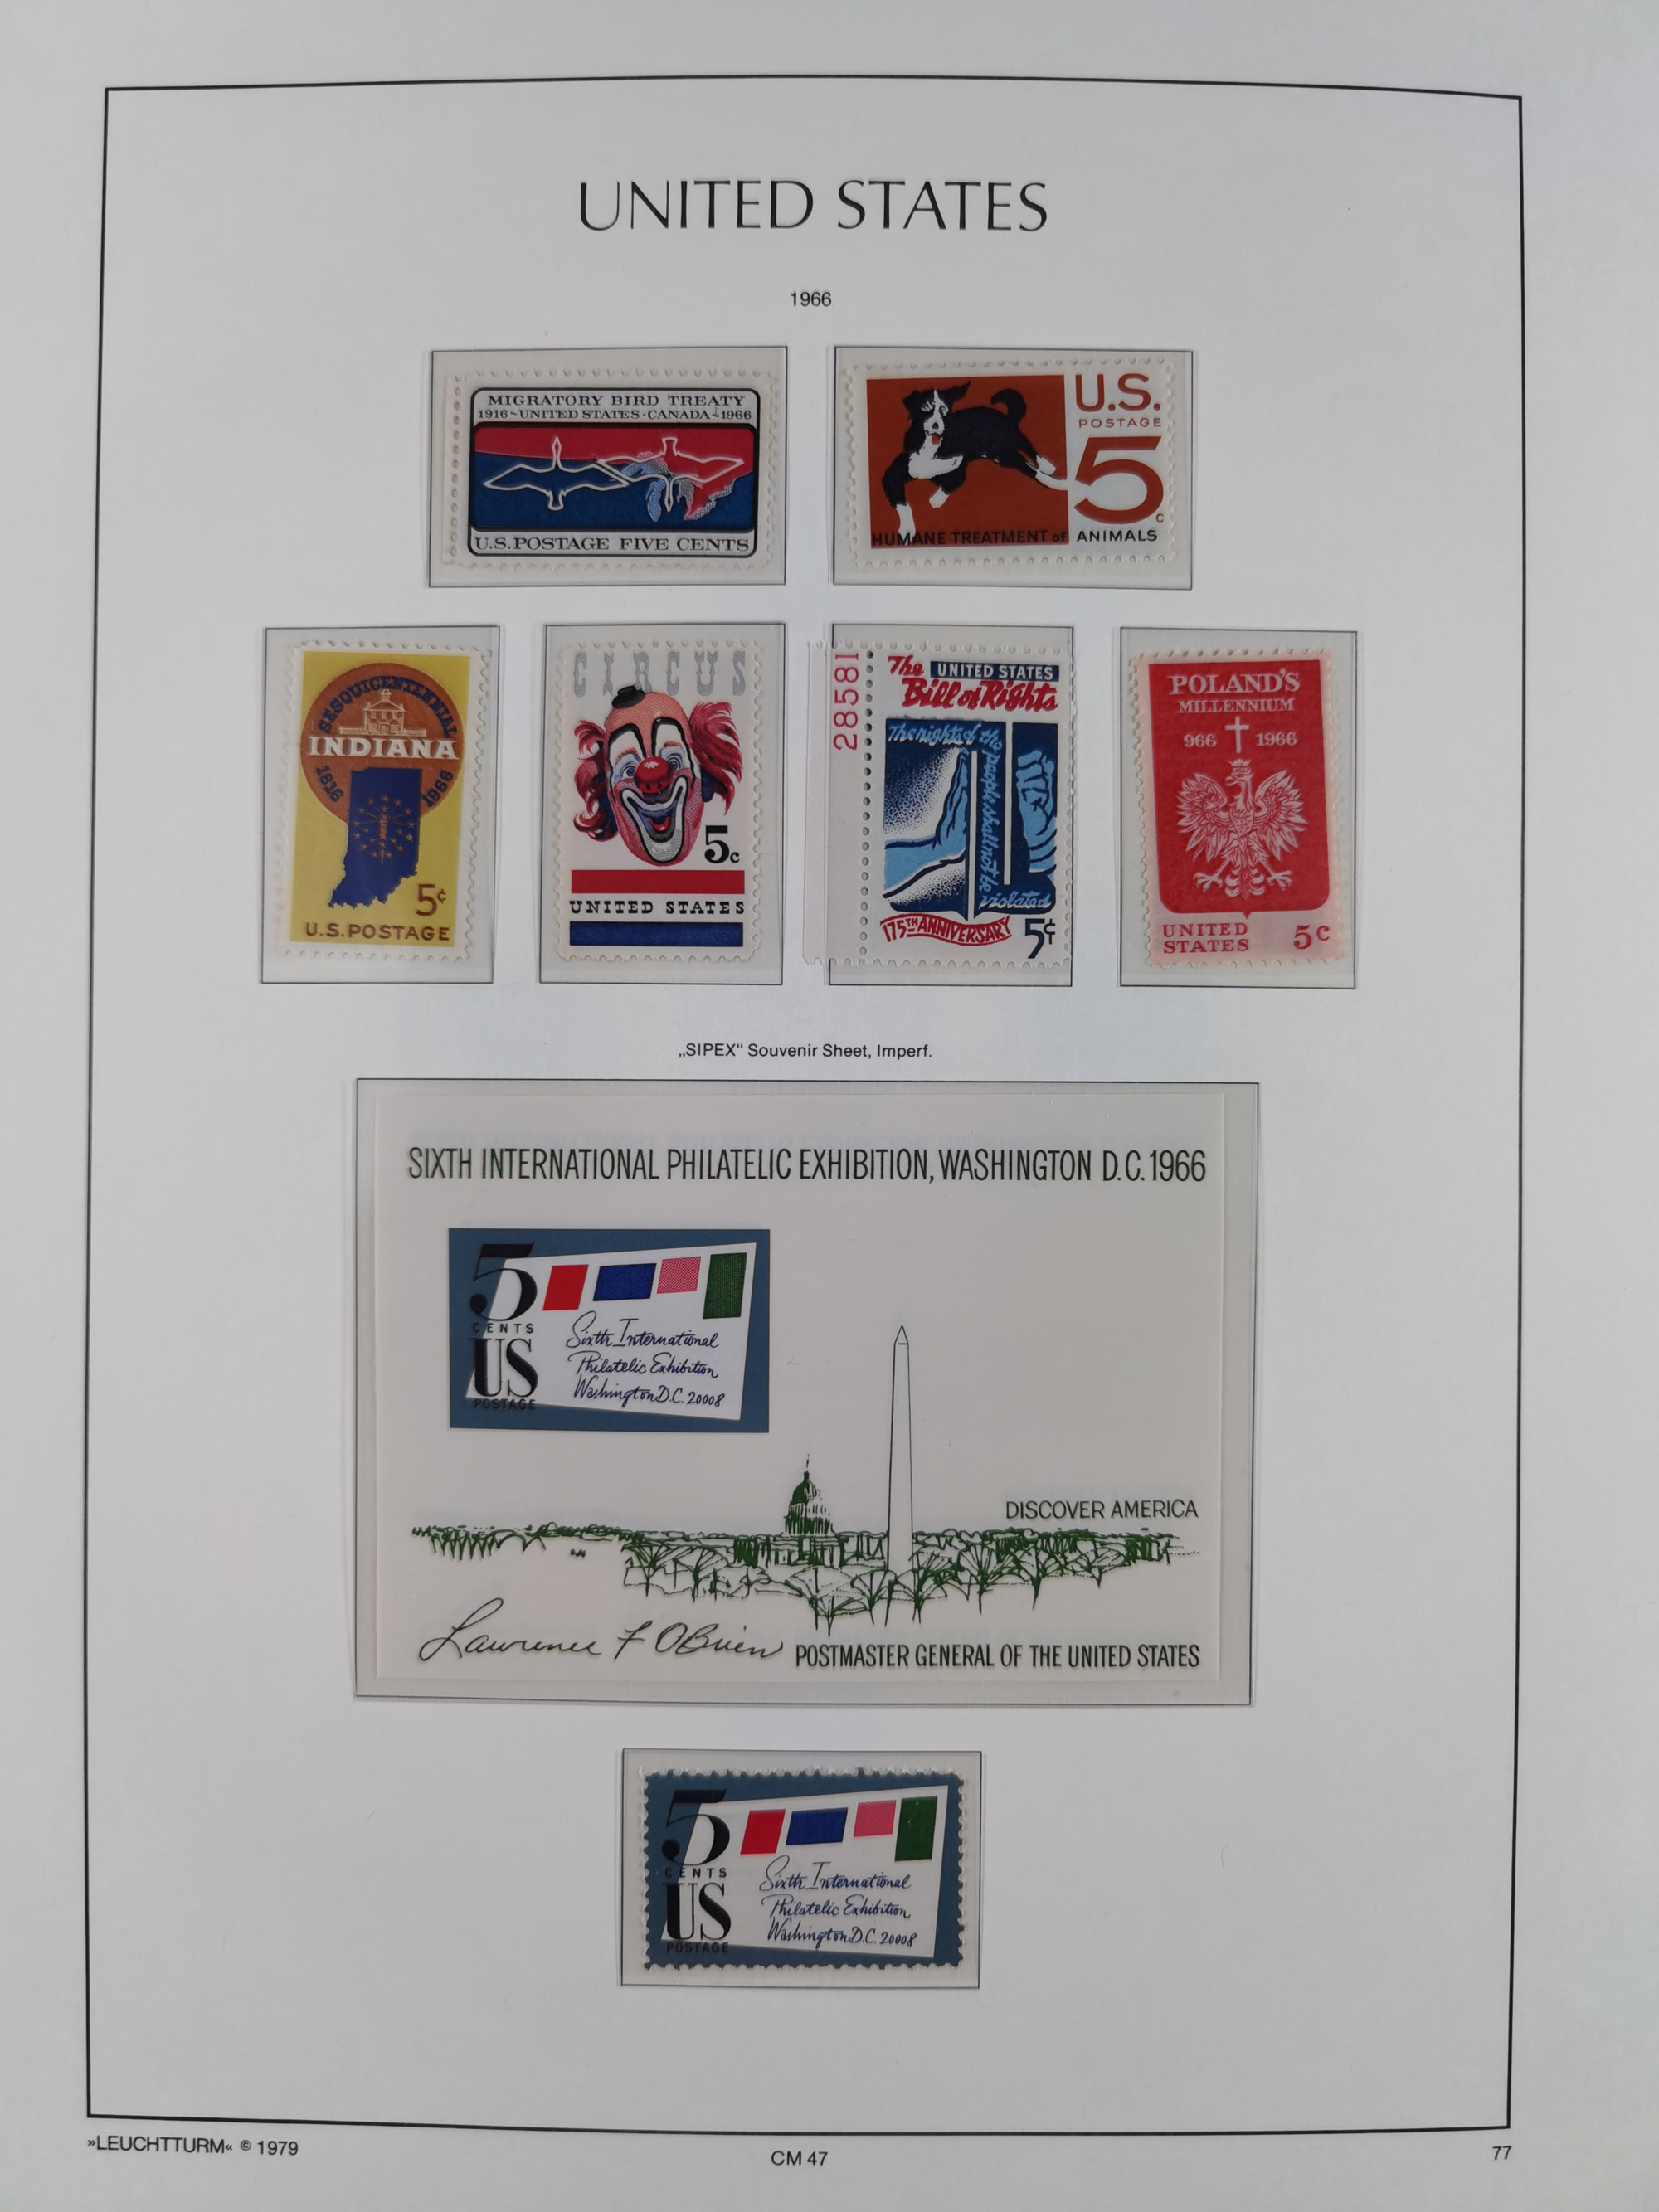 UNITED STATES
1966
MIGRATORY BIRD TREATY
1916~UNITED STATES·CANADA~1966
U.S. POSTAGE FIVE CENTS
U.S.
POSTAGE
5c
HUMANE TREATMENT of ANIMALS
SESQUICENTENNIAL
INDIANA
1816 1966
5¢
U.S. POSTAGE
CIRCUS
5c
UNITED STATES
28581
The UNITED STATES
Bill of Rights
The rights of the people shall not be violated
175TH ANNIVERSARY 5¢
POLAND'S
MILLENNIUM
966 1966
UNITED
STATES 5c
„SIPEX“ Souvenir Sheet, Imperf.
SIXTH INTERNATIONAL PHILATELIC EXHIBITION, WASHINGTON D.C. 1966
5
CENTS
US
POSTAGE
Sixth International
Philatelic Exhibition
Washington D.C. 20008
DISCOVER AMERICA
Lawrence F O'Brien POSTMASTER GENERAL OF THE UNITED STATES
5
CENTS
US
POSTAGE
Sixth International
Philatelic Exhibition
Washington D.C. 20008
»LEUCHTTURM« © 1979
CM 47
77